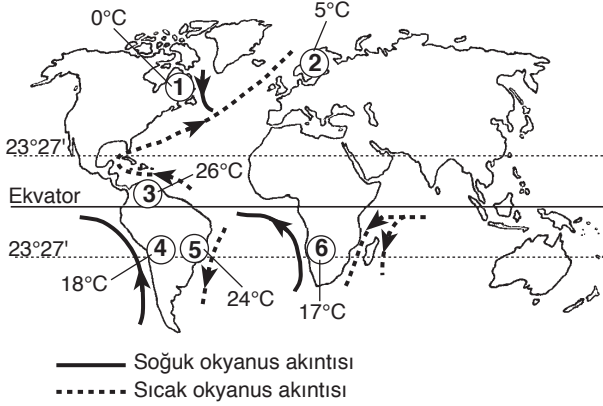 0°C
5°C
1
2
23°27'
26°C
3
Ekvator
4
5
6
23°27'
18°C
24°C
17°C
Soğuk okyanus akıntısı
Sıcak okyanus akıntısı